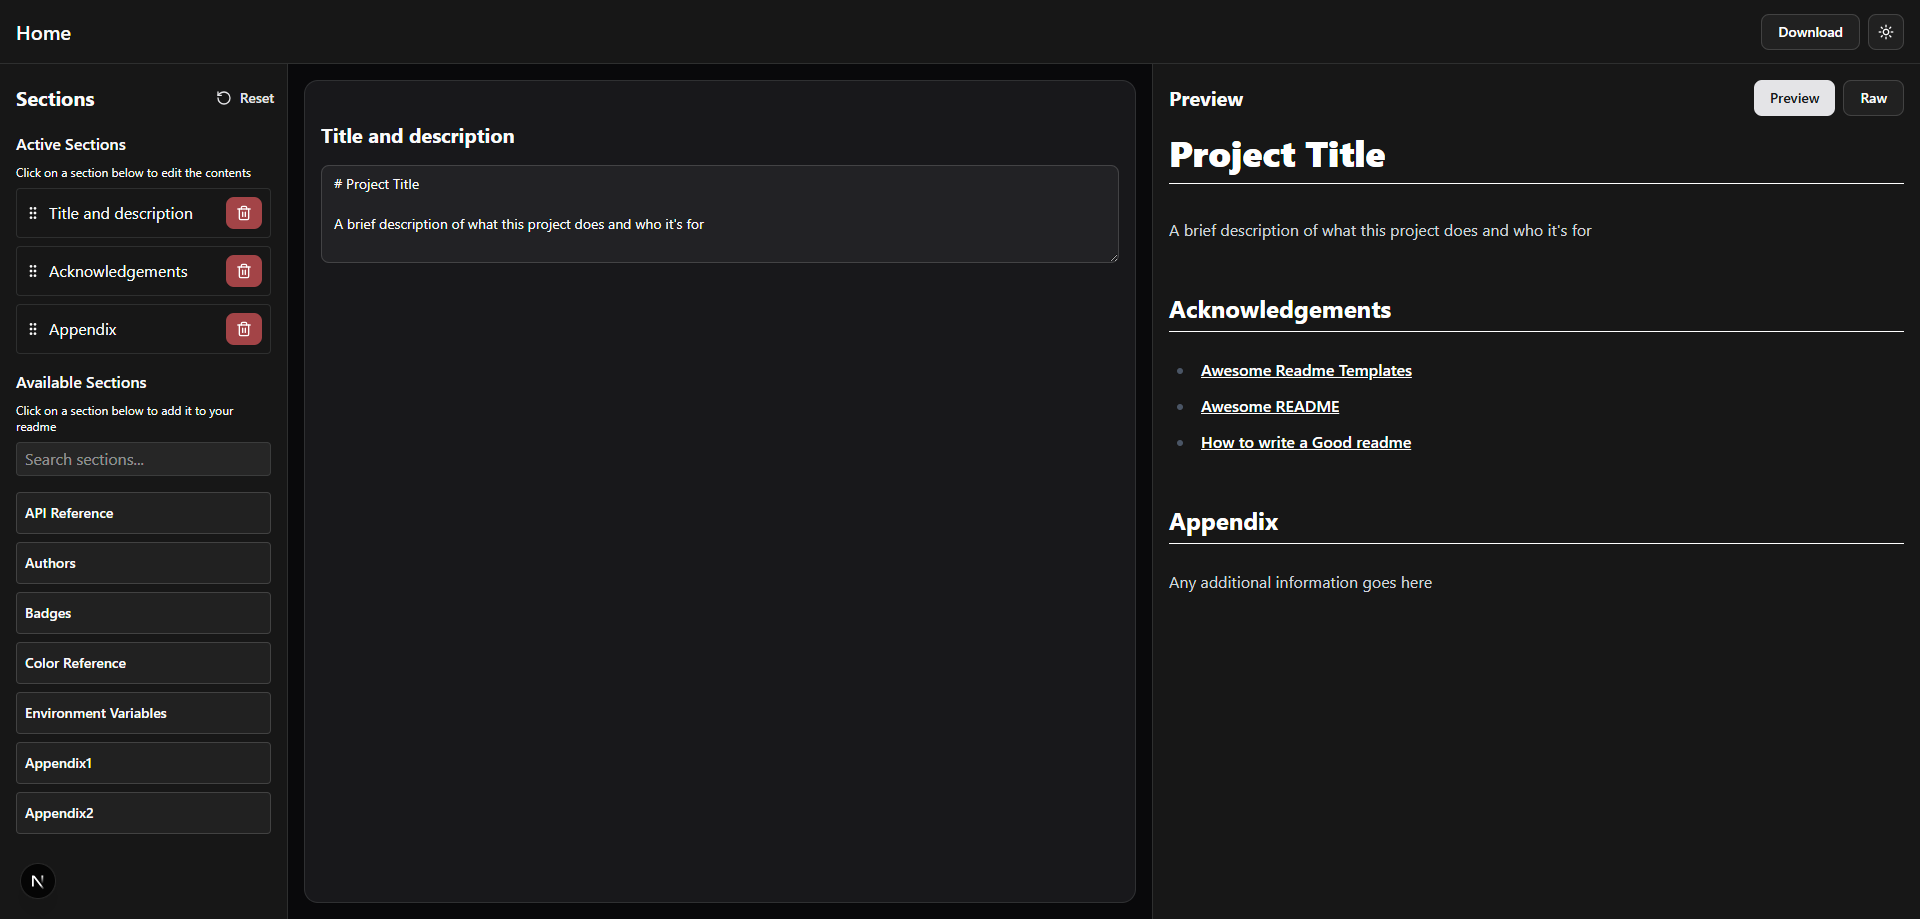 Home
Download
Sections
Reset
Active Sections
Click on a section below to edit the contents
Title and description
Acknowledgements
Appendix
Available Sections
Click on a section below to add it to your
readme
Search sections...
API Reference
Authors
Badges
Color Reference
Environment Variables
Appendix1
Appendix2
N
Title and description
# Project Title
A brief description of what this project does and who it's for
Preview
Preview
Raw
Project Title
A brief description of what this project does and who it's for
Acknowledgements
Awesome Readme Templates
Awesome README
How to write a Good readme
Appendix
Any additional information goes here